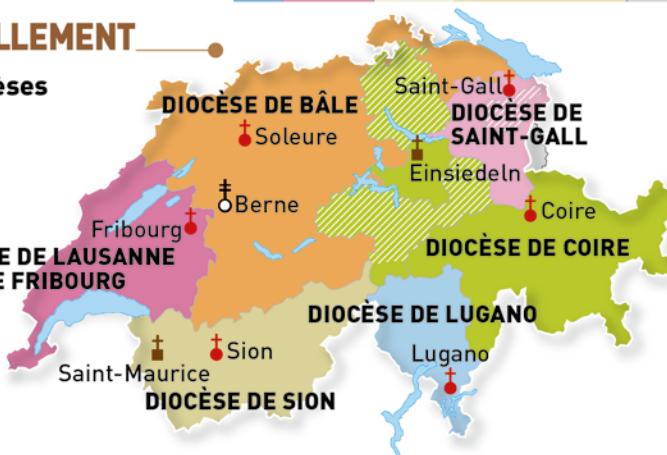 LLEMENT
èses
Saint-Gall
DIOCÈSE DE BÂLE
DIOCÈSE DE
SAINT-GALL
Soleure
Einsiedeln
Berne
Coire
Fribourg
E DE LAUSANNE
E FRIBOURG
DIOCÈSE DE COIRE
DIOCÈSE DE LUGANO
Sion
Lugano
Saint-Maurice
DIOCÈSE DE SION